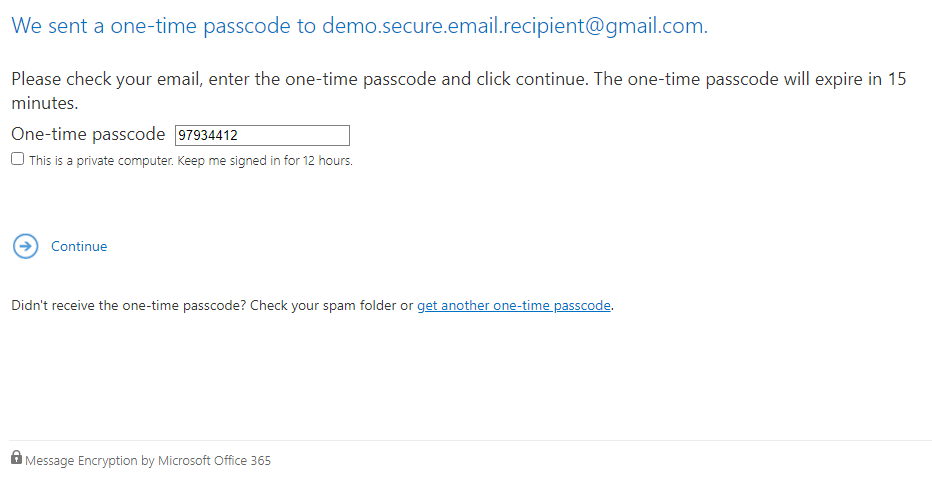 We sent a one-time passcode to demo.secure.email.recipient@gmail.com.
Please check your email, enter the one-time passcode and click continue. The one-time passcode will expire in 15
minutes.
One-time passcode 97934412
This is a private computer. Keep me signed in for 12 hours.
Continue
Didn't receive the one-time passcode? Check your spam folder or get another one-time passcode.
Message Encryption by Microsoft Office 365